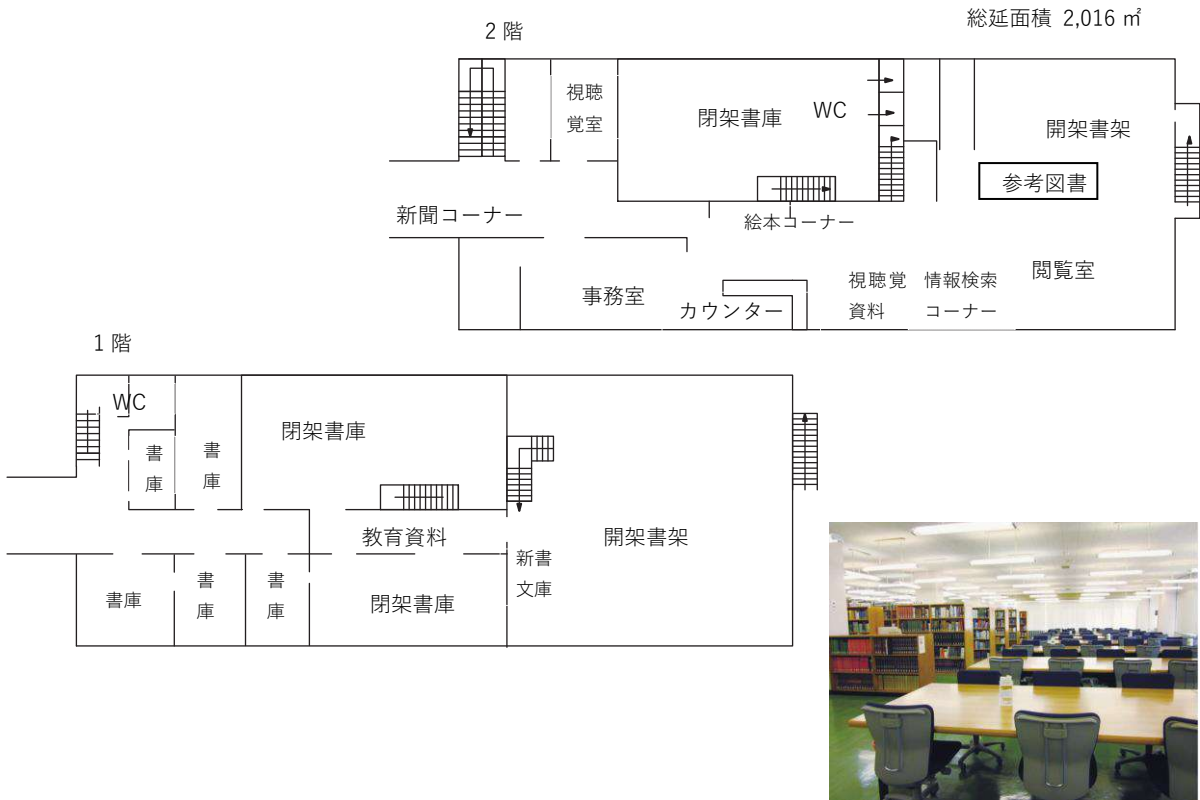 総延面積 2,016 ㎡
2 階
視聴
覚室
閉架書庫
WC
開架書架
参考図書
新聞コーナー
絵本コーナー
閲覧室
視聴覚
資料
情報検索
コーナー
事務室
カウンター
1 階
WC
書
庫
書
庫
閉架書庫
教育資料
開架書架
新書
文庫
書庫
書
庫
書
庫
閉架書庫